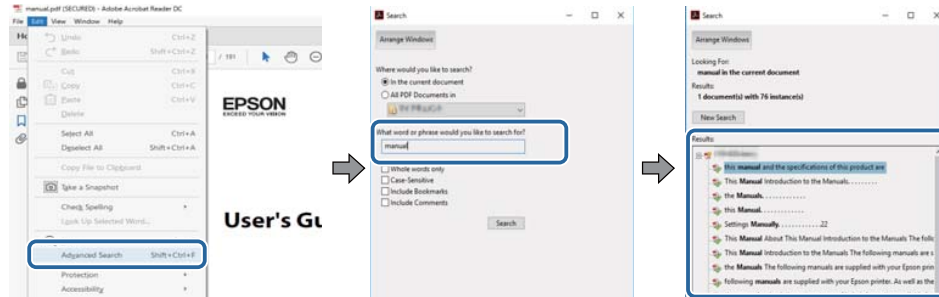 manual.pdf (SECURED) - Adobe Acrobat Reader DC
File Edit View Window Help
Undo Ctrl+Z
Redo Shift+Ctrl+Z
Cut Ctrl+X
Copy Ctrl+C
Paste Ctrl+V
Delete
Select All Ctrl+A
Deselect All Shift+Ctrl+A
Copy File to Clipboard
Take a Snapshot
Check Spelling
Look Up Selected Word...
Advanced Search Shift+Ctrl+F
Protection
Accessibility
/ 181
EPSON
EXCEED YOUR VISION
User's Gu
Search
Arrange Windows
Where would you like to search?
In the current document
All PDF Documents in
What word or phrase would you like to search for?
manual
Whole words only
Case-Sensitive
Include Bookmarks
Include Comments
Search
Search
Arrange Windows
Looking For:
manual in the current document
Results:
1 document(s) with 76 instance(s)
New Search
Results:
this manual and the specifications of this product are
This Manual Introduction to the Manuals.........
the Manuals.............
this Manual.............
Settings Manually............22
This Manual About This Manual Introduction to the Manuals The follo
This Manual Introduction to the Manuals The following manuals are s
the Manuals The following manuals are supplied with your Epson prin
following manuals are supplied with your Epson printer. As well as the